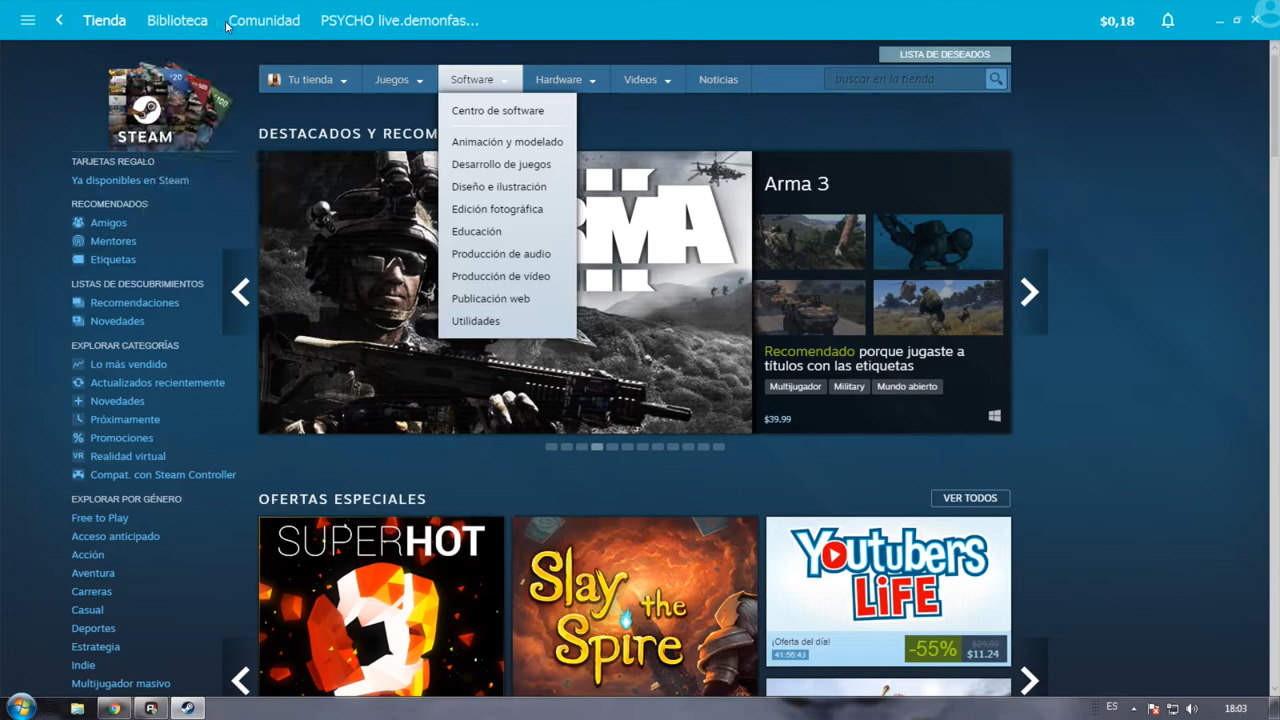 Tienda
Biblioteca
Comunidad
PSYCHO live.demonfas...
$0,18
LISTA DE DESEADOS
Tu tienda
Juegos
Software
Hardware
Videos
Noticias
buscar en la tienda
STEAM
TARJETAS REGALO
Ya disponibles en Steam
RECOMENDADOS
Amigos
Mentores
Etiquetas
LISTAS DE DESCUBRIMIENTOS
Recomendaciones
Novedades
EXPLORAR CATEGORÍAS
Lo más vendido
Actualizados recientemente
Novedades
Próximamente
Promociones
VR Realidad virtual
Compat. con Steam Controller
EXPLORAR POR GÉNERO
Free to Play
Acceso anticipado
Acción
Aventura
Carreras
Casual
Deportes
Estrategia
Indie
Multijugador masivo
Centro de software
Animación y modelado
Desarrollo de juegos
Diseño e ilustración
Edición fotográfica
Educación
Producción de audio
Producción de vídeo
Publicación web
Utilidades
DESTACADOS Y RECOM
RMA
Arma 3
Recomendado porque jugaste a
títulos con las etiquetas
Multijugador
Military
Mundo abierto
$39.99
OFERTAS ESPECIALES
VER TODOS
SUPERHOT
Slay
the
Spire
Youtubers
LiFE
¡Oferta del día!
41:56:43
-55%
$11.24
ES
18:03